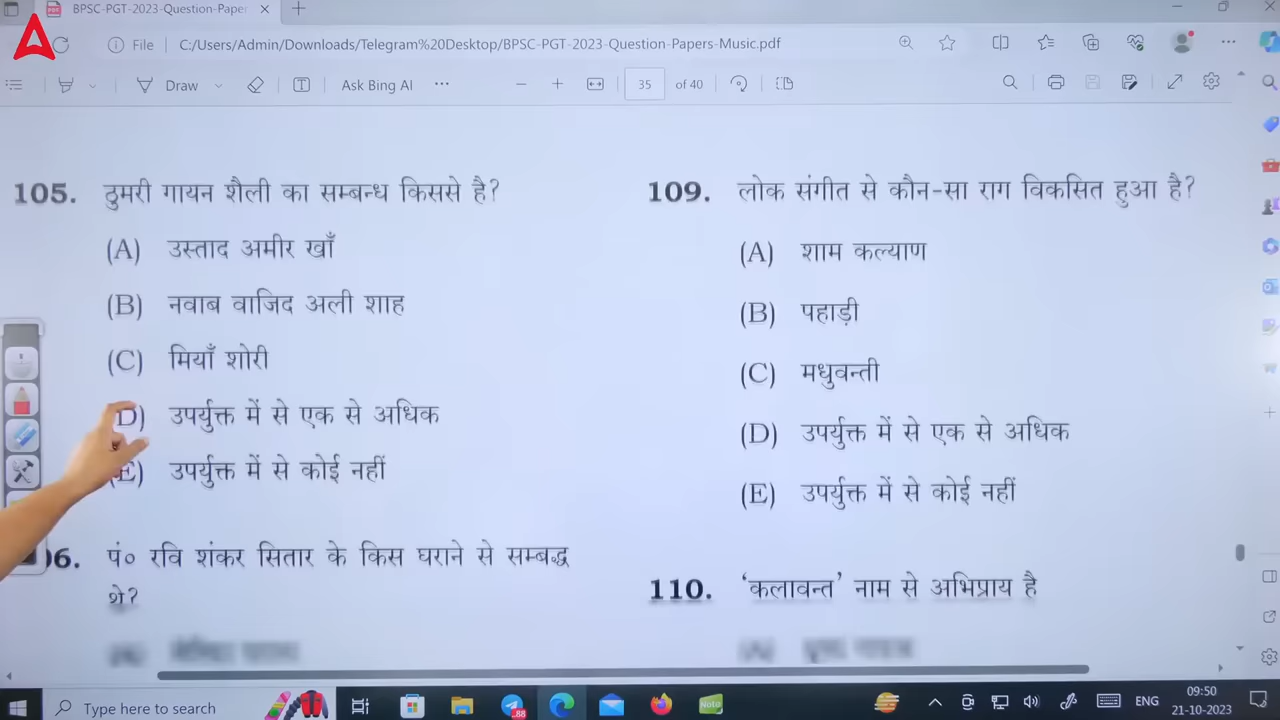 BPSC-PGT-2023-Question-Paper
File
C:/Users/Admin/Downloads/Telegram%20Desktop/BPSC-PGT-2023-Question-Papers-Music.pdf
Draw
Ask Bing AI
35
of 40
105. ठुमरी गायन शैली का सम्बन्ध किससे है?
(A) उस्ताद अमीर खाँ
(B) नवाब वाजिद अली शाह
(C) मियाँ शोरी
(D) उपर्युक्त में से एक से अधिक
(E) उपर्युक्त में से कोई नहीं
पं० रवि शंकर सितार के किस घराने से सम्बद्ध
थे?
109. लोक संगीत से कौन-सा राग विकसित हुआ है?
(A) शाम कल्याण
(B) पहाड़ी
(C) मधुवन्ती
(D) उपर्युक्त में से एक से अधिक
(E) उपर्युक्त में से कोई नहीं
110. 'कलावन्त' नाम से अभिप्राय है
Type here to search
.88
Note
ENG
09:50
21-10-2023